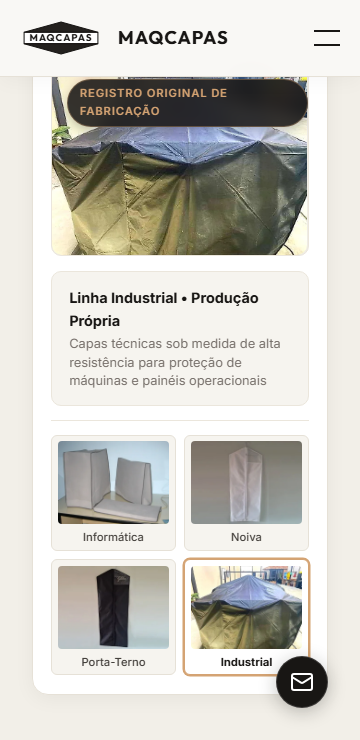 MAQCAPAS
MAQCAPAS
REGISTRO ORIGINAL DE
FABRICAÇÃO
Linha Industrial • Produção
Própria
Capas técnicas sob medida de alta
resistência para proteção de
máquinas e painéis operacionais
Informática
Noiva
Porta-Terno
Industrial